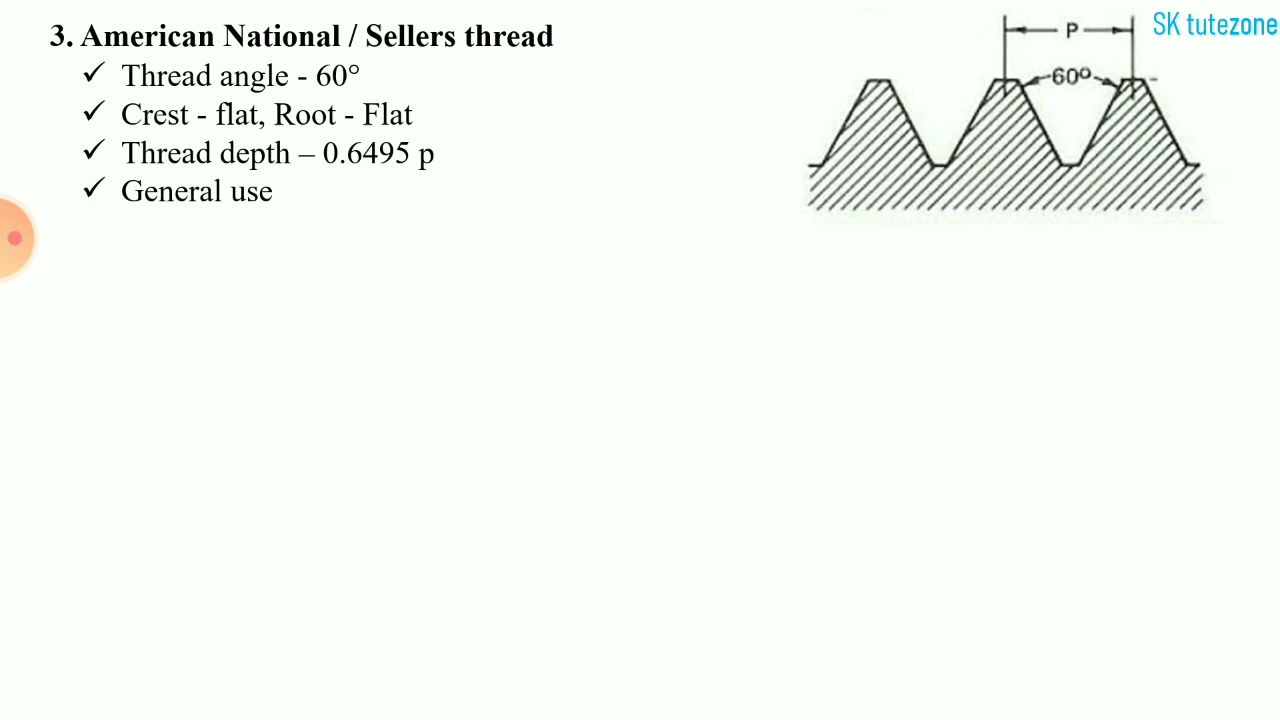 3. American National / Sellers thread
✓ Thread angle - 60°
✓ Crest - flat, Root - Flat
✓ Thread depth – 0.6495 p
✓ General use
P
60°
SK tutezone